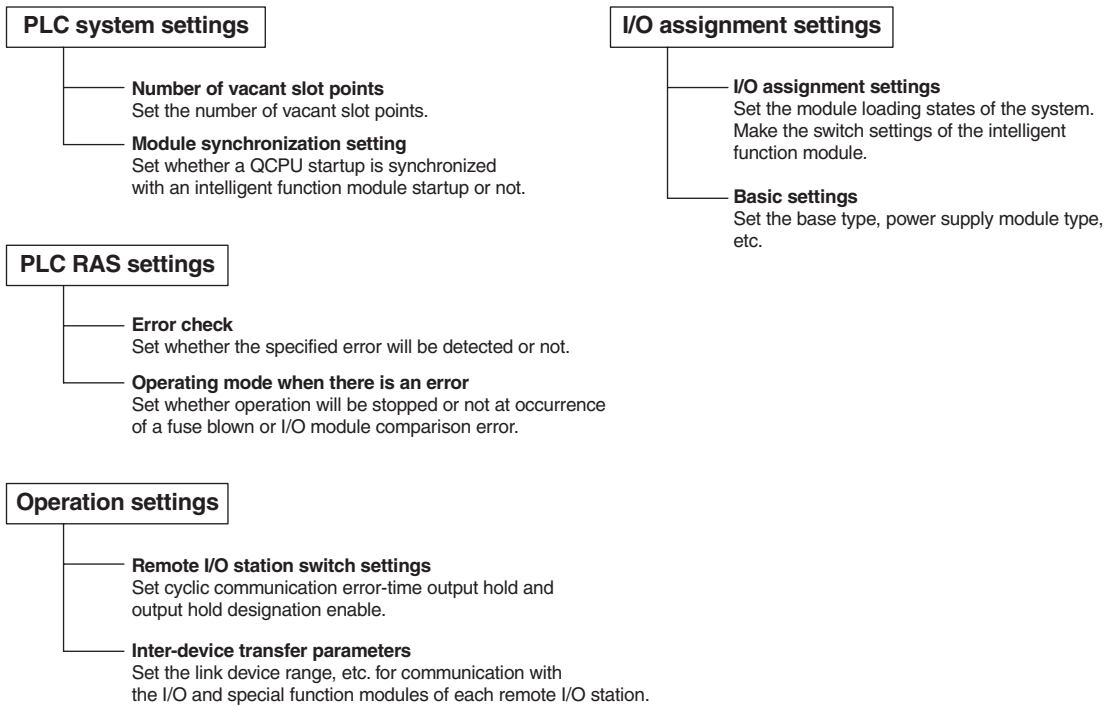 PLC system settings
Number of vacant slot points
Set the number of vacant slot points.
Module synchronization setting
Set whether a QCPU startup is synchronized
with an intelligent function module startup or not.
PLC RAS settings
Error check
Set whether the specified error will be detected or not.
Operating mode when there is an error
Set whether operation will be stopped or not at occurrence
of a fuse blown or I/O module comparison error.
Operation settings
Remote I/O station switch settings
Set cyclic communication error-time output hold and
output hold designation enable.
Inter-device transfer parameters
Set the link device range, etc. for communication with
the I/O and special function modules of each remote I/O station.
I/O assignment settings
I/O assignment settings
Set the module loading states of the system.
Make the switch settings of the intelligent
function module.
Basic settings
Set the base type, power supply module type,
etc.